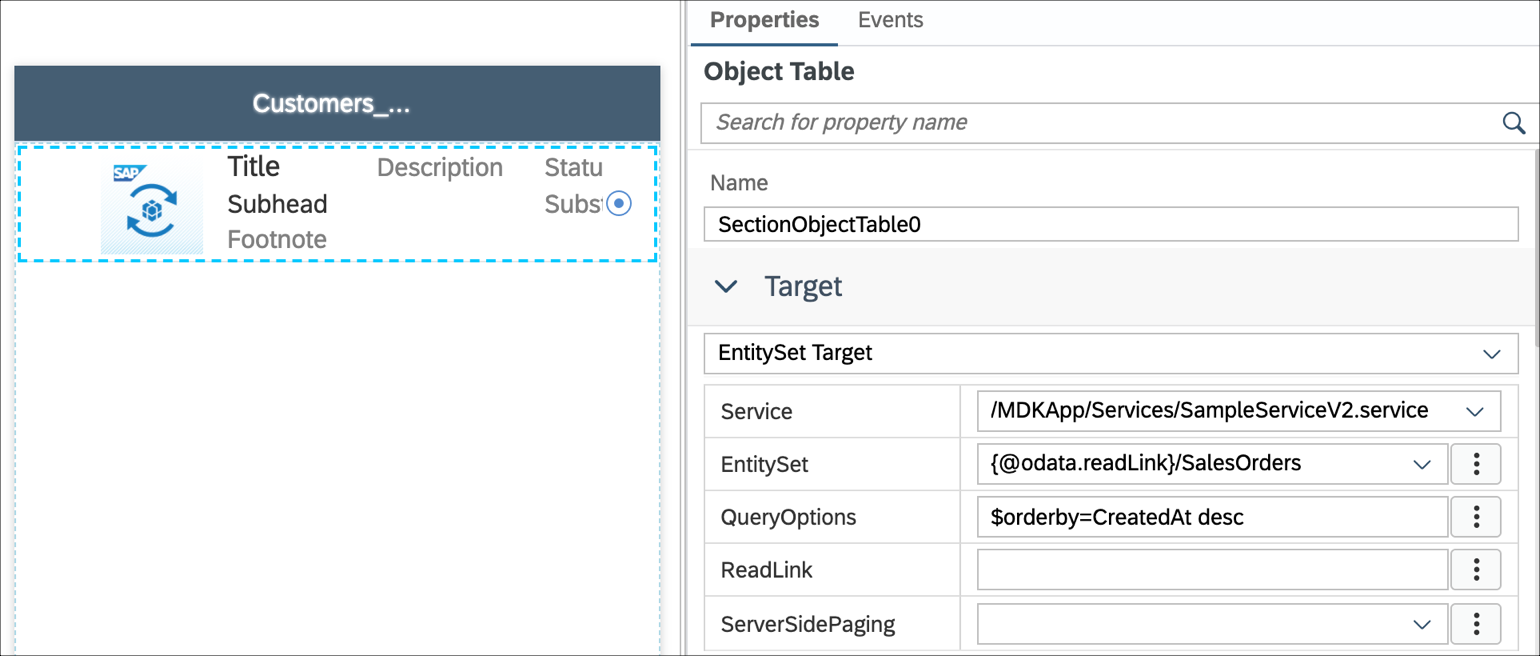 Customers_...
SAP
Title
Description
Statu
Subhead
Subst
Footnote
Properties
Events
Object Table
Search for property name
Name
SectionObjectTable0
Target
EntitySet Target
Service
/MDKApp/Services/SampleServiceV2.service
EntitySet
{@odata.readLink}/SalesOrders
QueryOptions
$orderby=CreatedAt desc
ReadLink
ServerSidePaging